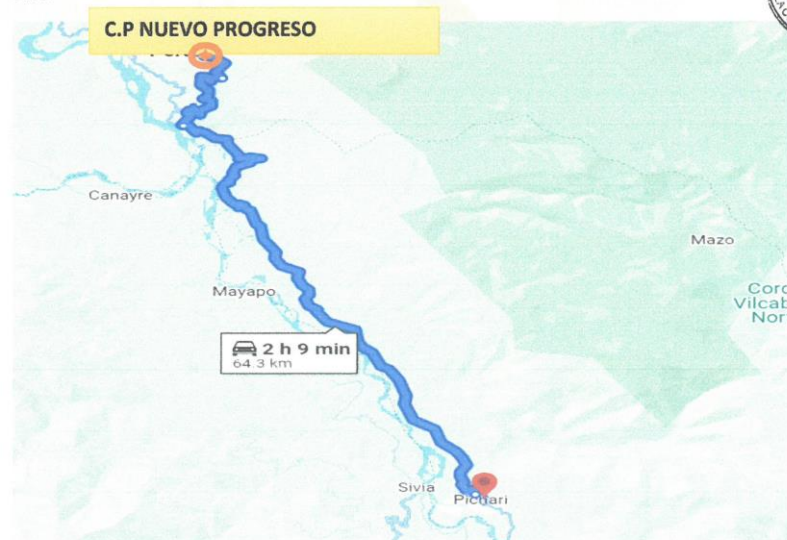 C.P NUEVO PROGRESO
Canayre
Mazo
Mayapo
2 h 9 min
64.3 km
Sivia
Pichari